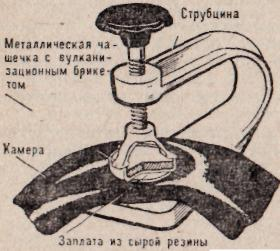 Струбцина
Металлическая ча-
шечка с вулкани-
зационным брике-
том
Камера
Заплата из сырой резины